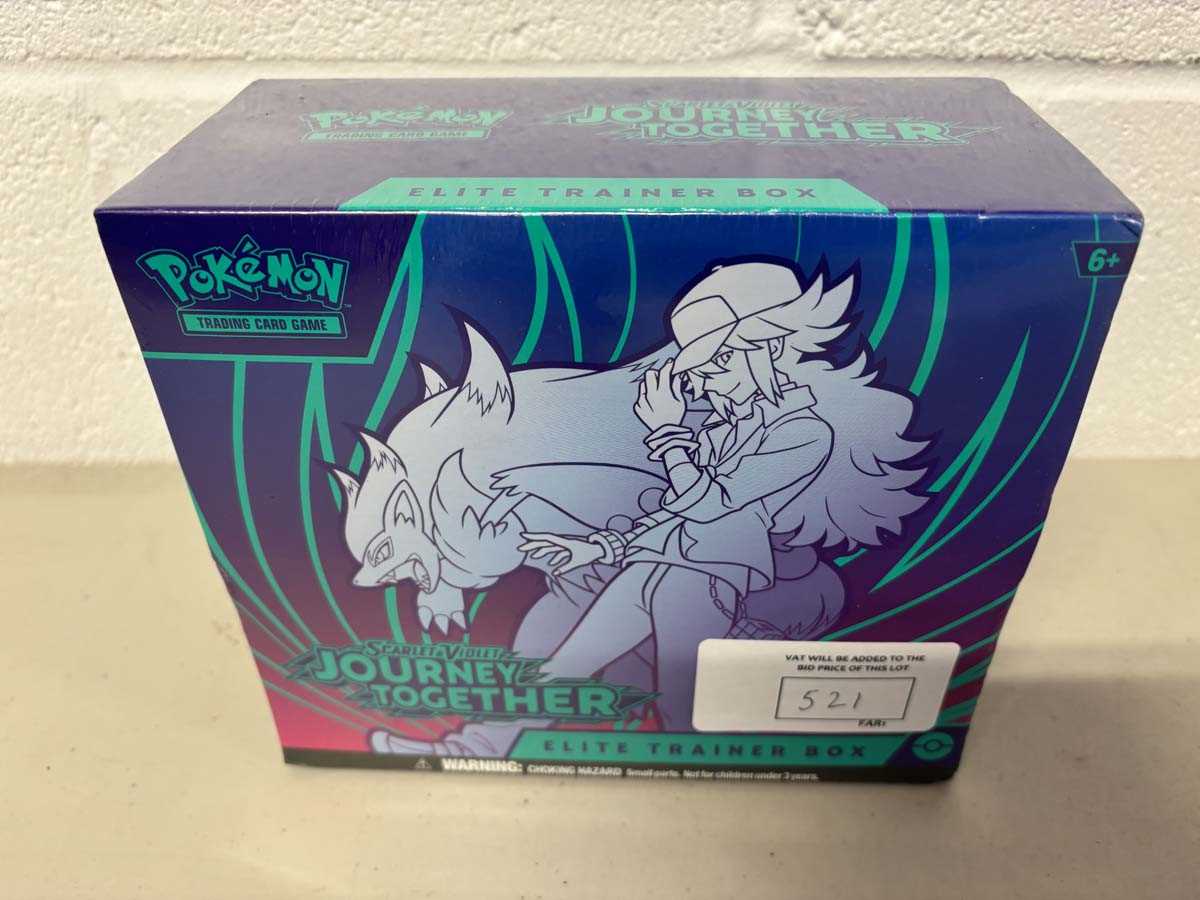 POKéMON
TRADING CARD GAME
SCARLET & VIOLET
JOURNEY
TOGETHER
ELITE TRAINER BOX
POKéMON
TRADING CARD GAME
6+
SCARLET & VIOLET
JOURNEY
TOGETHER
VAT WILL BE ADDED TO THE
BID PRICE OF THIS LOT
521
EAR:
ELITE TRAINER BOX
WARNING: CHOKING HAZARD Small parts. Not for children under 3 years.